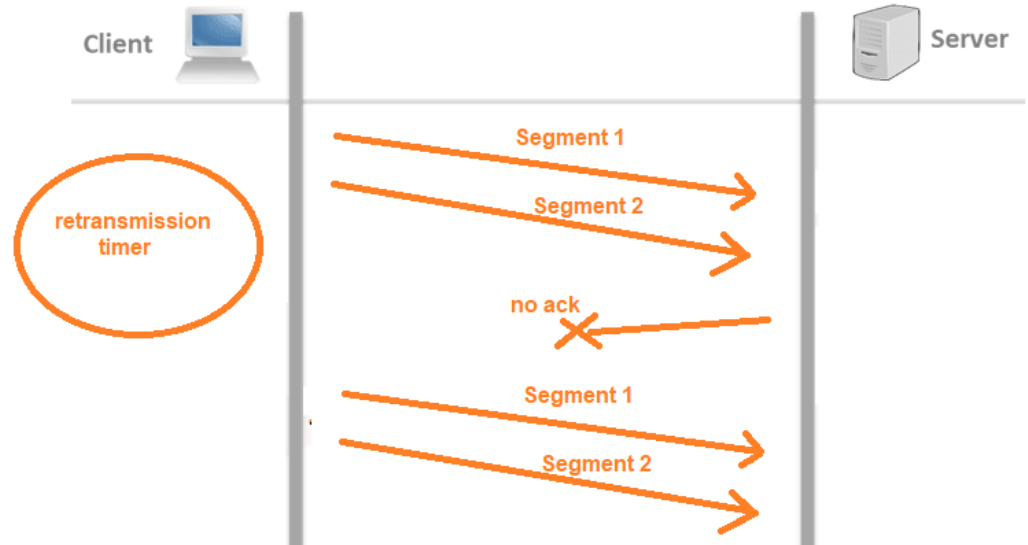 Client
Server
Segment 1
Segment 2
retransmission
timer
no ack
Segment 1
Segment 2